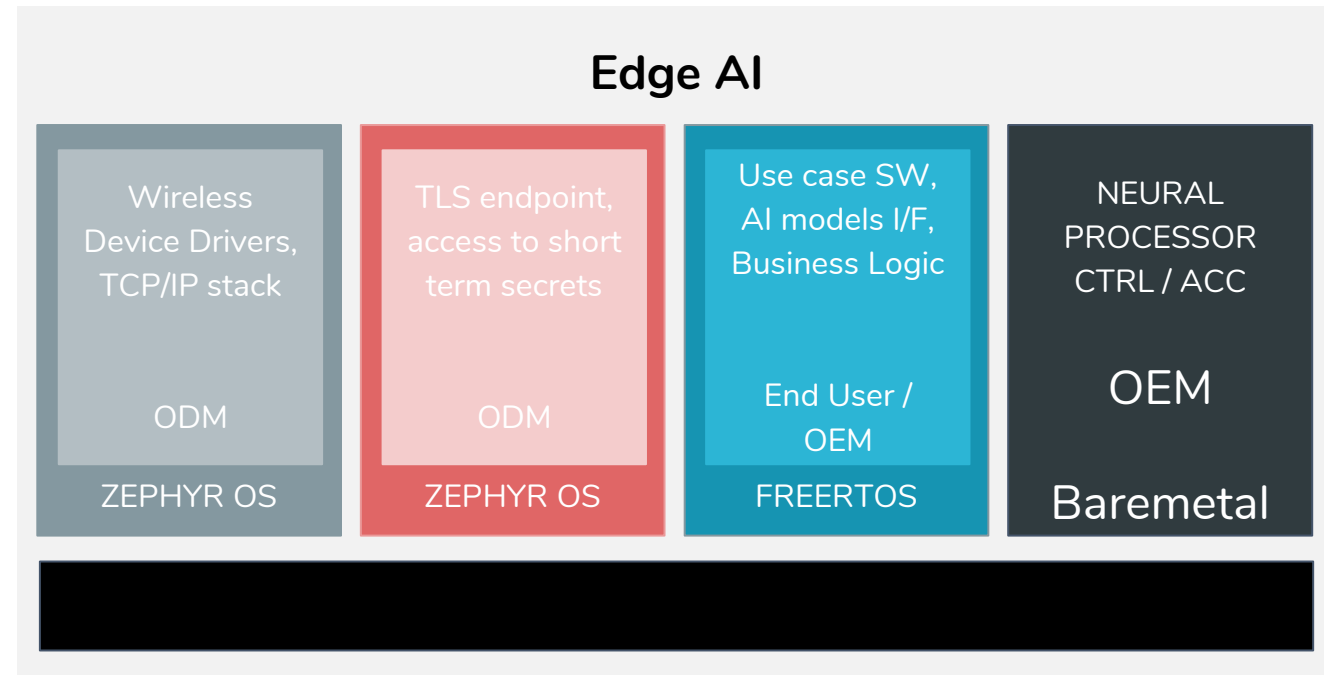 Edge AI
Wireless
Device Drivers,
TCP/IP stack
ODM
ZEPHYR OS
TLS endpoint,
access to short
term secrets
ODM
ZEPHYR OS
Use case SW,
AI models I/F,
Business Logic
End User /
OEM
FREERTOS
NEURAL
PROCESSOR
CTRL / ACC
OEM
Baremetal